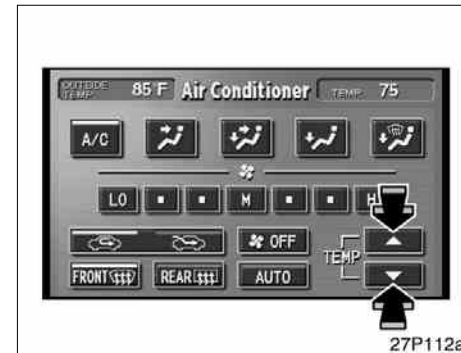 OUTSIDE TEMP. 85°F Air Conditioner TEMP. 75
A/C
LO M H
OFF
TEMP
FRONT REAR AUTO
27P112a